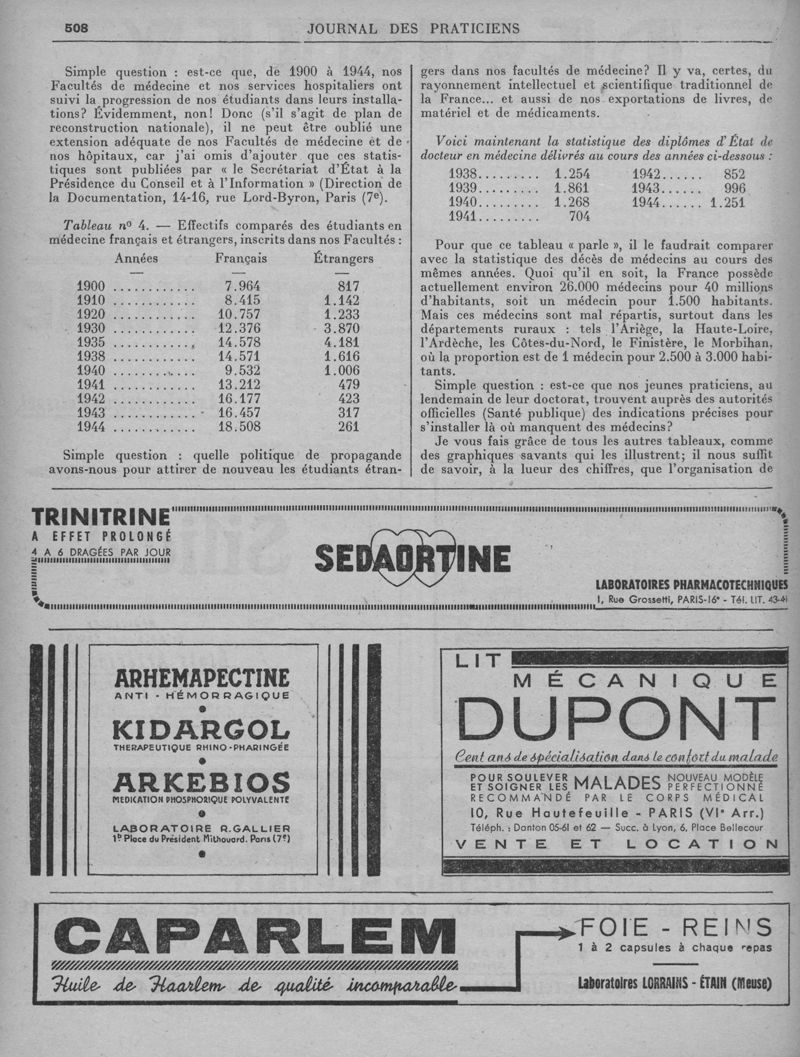 508
JOURNAL DES PRATICIENS
Simple question : est-ce que, de 1900 à 1944, nos
Facultés de médecine et nos services hospitaliers ont
suivi la progression de nos étudiants dans leurs installa-
tions? Évidemment, non! Donc (s'il s'agit de plan de
reconstruction nationale), il ne peut être oublié une
extension adéquate de nos Facultés de médecine et de
nos hôpitaux, car j'ai omis d'ajouter que ces statis-
tiques sont publiées par « le Secrétariat d'État à la
Présidence du Conseil et à l'Information » (Direction de
la Documentation, 14-16, rue Lord-Byron, Paris (7e).
Tableau nº 4. — Effectifs comparés des étudiants en
médecine français et étrangers, inscrits dans nos Facultés :
Années Français Étrangers
1900 ............ 7.964 817
1910 ............ 8.415 1.142
1920 ............ 10.757 1.233
1930 ............ 12.376 3.870
1935 ............ 14.578 4.181
1938 ............ 14.571 1.616
1940 ............ 9.532 1.006
1941 ............ 13.212 479
1942 ............ 16.177 423
1943 ............ 16.457 317
1944 ............ 18.508 261
Simple question : quelle politique de propagande
avons-nous pour attirer de nouveau les étudiants étran-
gers dans nos facultés de médecine? Il y va, certes, du
rayonnement intellectuel et scientifique traditionnel de
la France... et aussi de nos exportations de livres, de
matériel et de médicaments.
Voici maintenant la statistique des diplômes d'État de
docteur en médecine délivrés au cours des années ci-dessous :
1938......... 1.254 1942...... 852
1939......... 1.861 1943...... 996
1940......... 1.268 1944...... 1.251
1941......... 704
Pour que ce tableau « parle », il le faudrait comparer
avec la statistique des décès de médecins au cours des
mêmes années. Quoi qu'il en soit, la France possède
actuellement environ 26.000 médecins pour 40 millions
d'habitants, soit un médecin pour 1.500 habitants.
Mais ces médecins sont mal répartis, surtout dans les
départements ruraux : tels l'Ariège, la Haute-Loire,
l'Ardèche, les Côtes-du-Nord, le Finistère, le Morbihan,
où la proportion est de 1 médecin pour 2.500 à 3.000 habi-
tants.
Simple question : est-ce que nos jeunes praticiens, au
lendemain de leur doctorat, trouvent auprès des autorités
officielles (Santé publique) des indications précises pour
s'installer là où manquent des médecins?
Je vous fais grâce de tous les autres tableaux, comme
des graphiques savants qui les illustrent; il nous suffit
de savoir, à la lueur des chiffres, que l'organisation de
TRINITRINE
A EFFET PROLONGÉ
4 A 6 DRAGÉES PAR JOUR
SEDAORTINE
LABORATOIRES PHARMACOTECHNIQUES
1, Rue Grossetti, PARIS-16e - Tél. LIT. 43-41
ARHEMAPECTINE
ANTI-HÉMORRAGIQUE
KIDARGOL
THERAPEUTIQUE RHINO-PHARINGÉE
ARKEBIOS
MEDICATION PHOSPHORIQUE POLYVALENTE
LABORATOIRE R.GALLIER
1b Place du Président Mithouard. Paris (7e)
LIT
MÉCANIQUE
DUPONT
Cent ans de spécialisation dans le confort du malade
POUR SOULEVER
ET SOIGNER LES MALADES
NOUVEAU MODÈLE
PERFECTIONNÉ
RECOMMANDÉ PAR LE CORPS MÉDICAL
10, Rue Hautefeuille - PARIS (VIe Arr.)
Téléph. : Danton 05-61 et 62 — Succ. à Lyon, 6, Place Bellecour
VENTE ET LOCATION
CAPARLEM
Huile de Haarlem de qualité incomparable
FOIE - REINS
1 à 2 capsules à chaque repas
Laboratoires LORRAINS - ÉTAIN (Meuse)